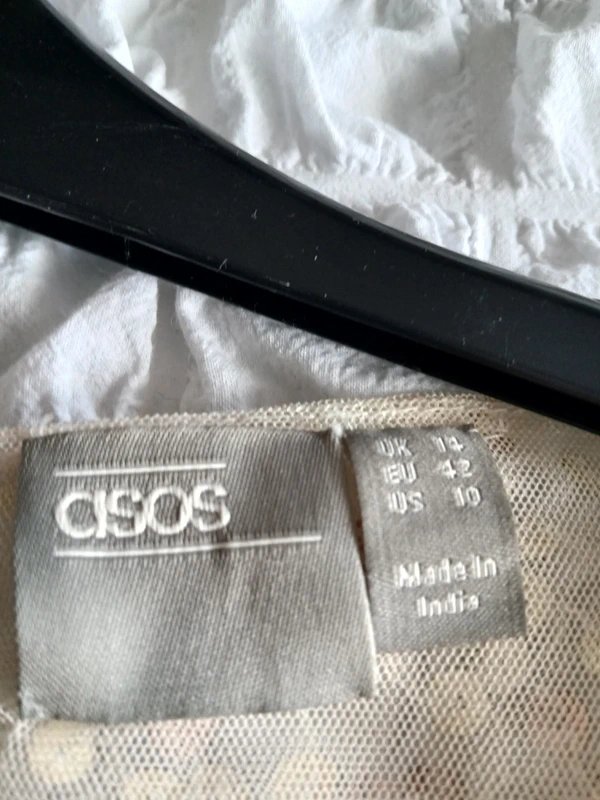 asos
UK 14
EU 42
US 10
Made In
India